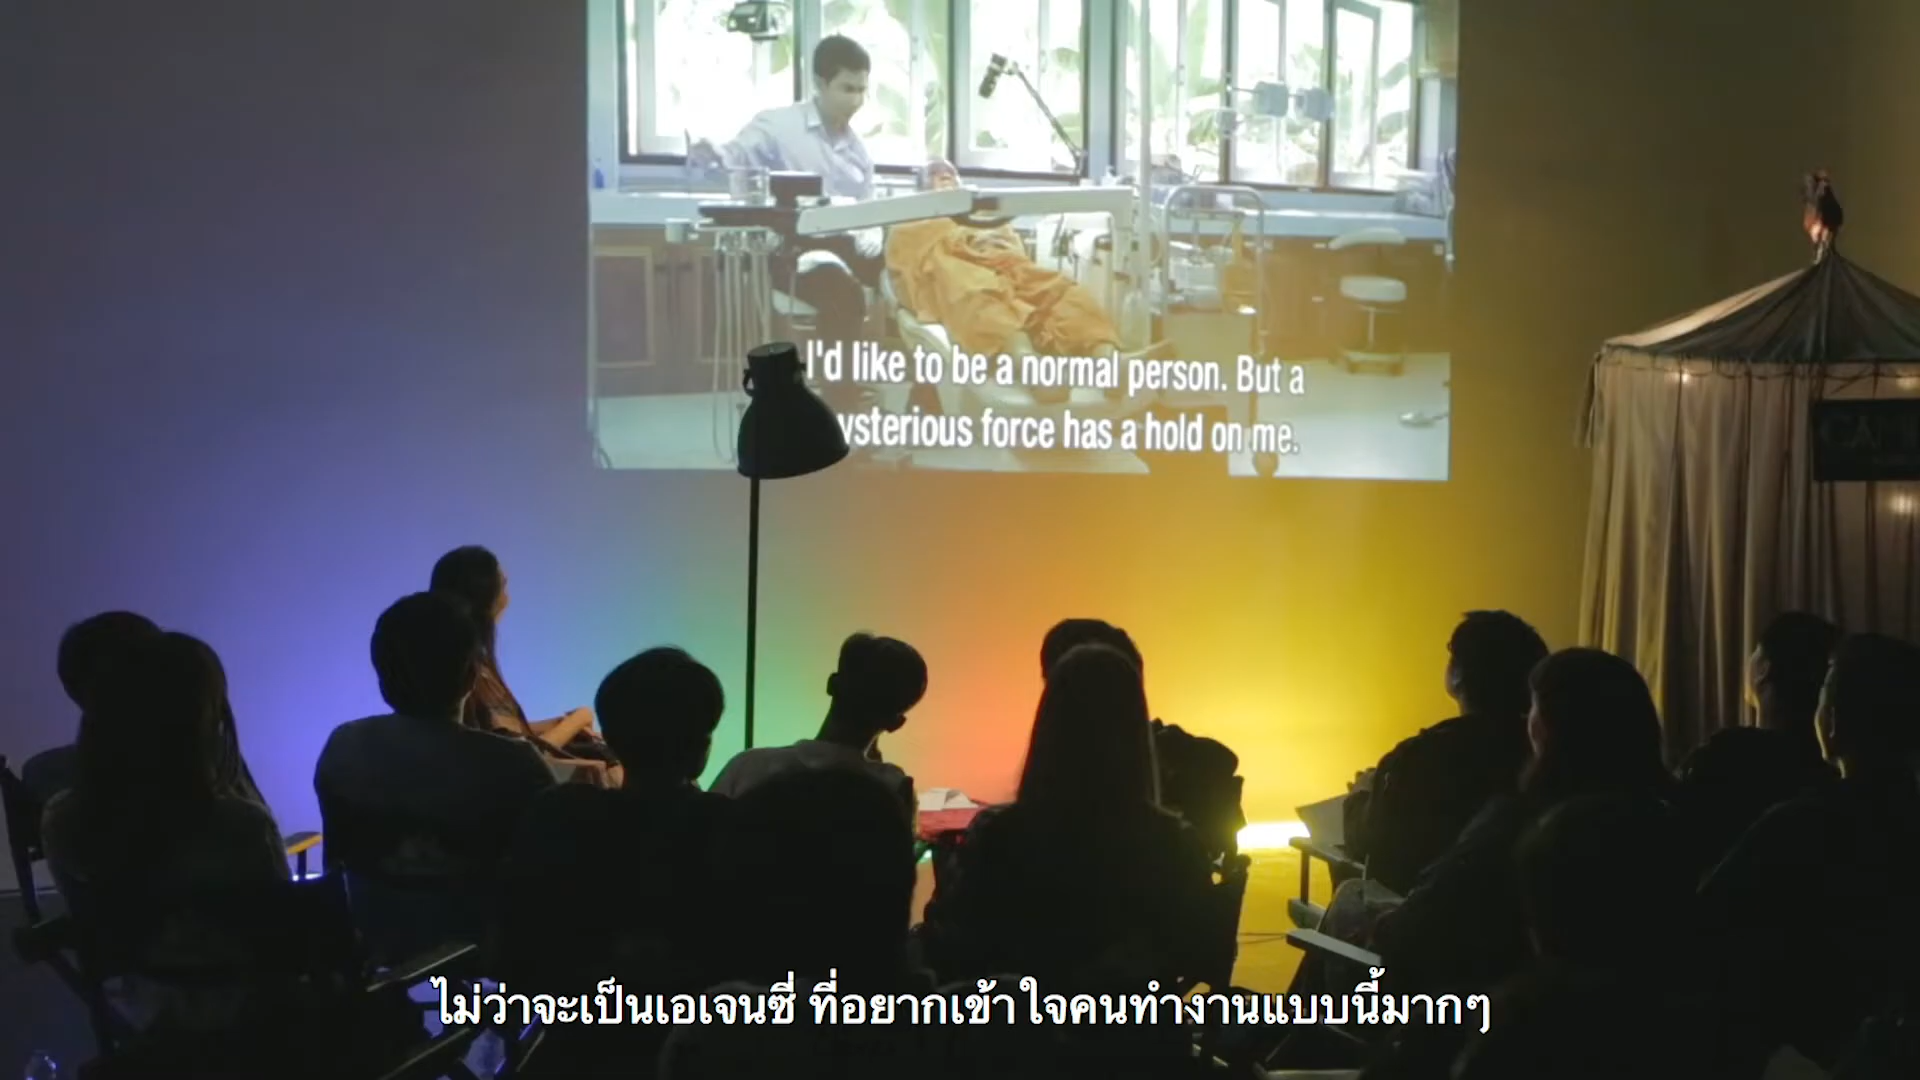 I'd like to be a normal person. But a
ysterious force has a hold on me.
ไม่ว่าจะเป็นเอเจนซี่ ที่อยากเข้าใจคนทำงานแบบนี้มากๆ